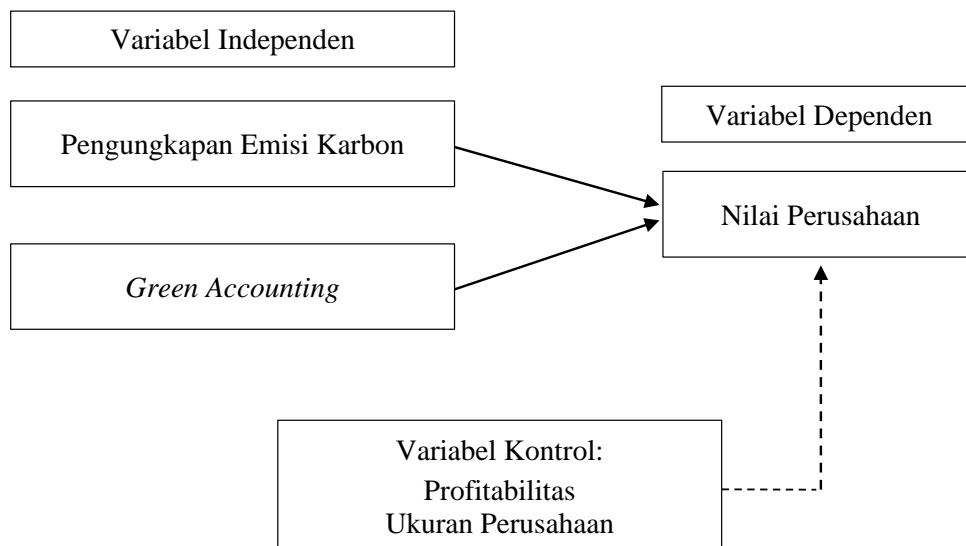 Variabel Independen
Pengungkapan Emisi Karbon
Green Accounting
Variabel Dependen
Nilai Perusahaan
Variabel Kontrol:
Profitabilitas
Ukuran Perusahaan